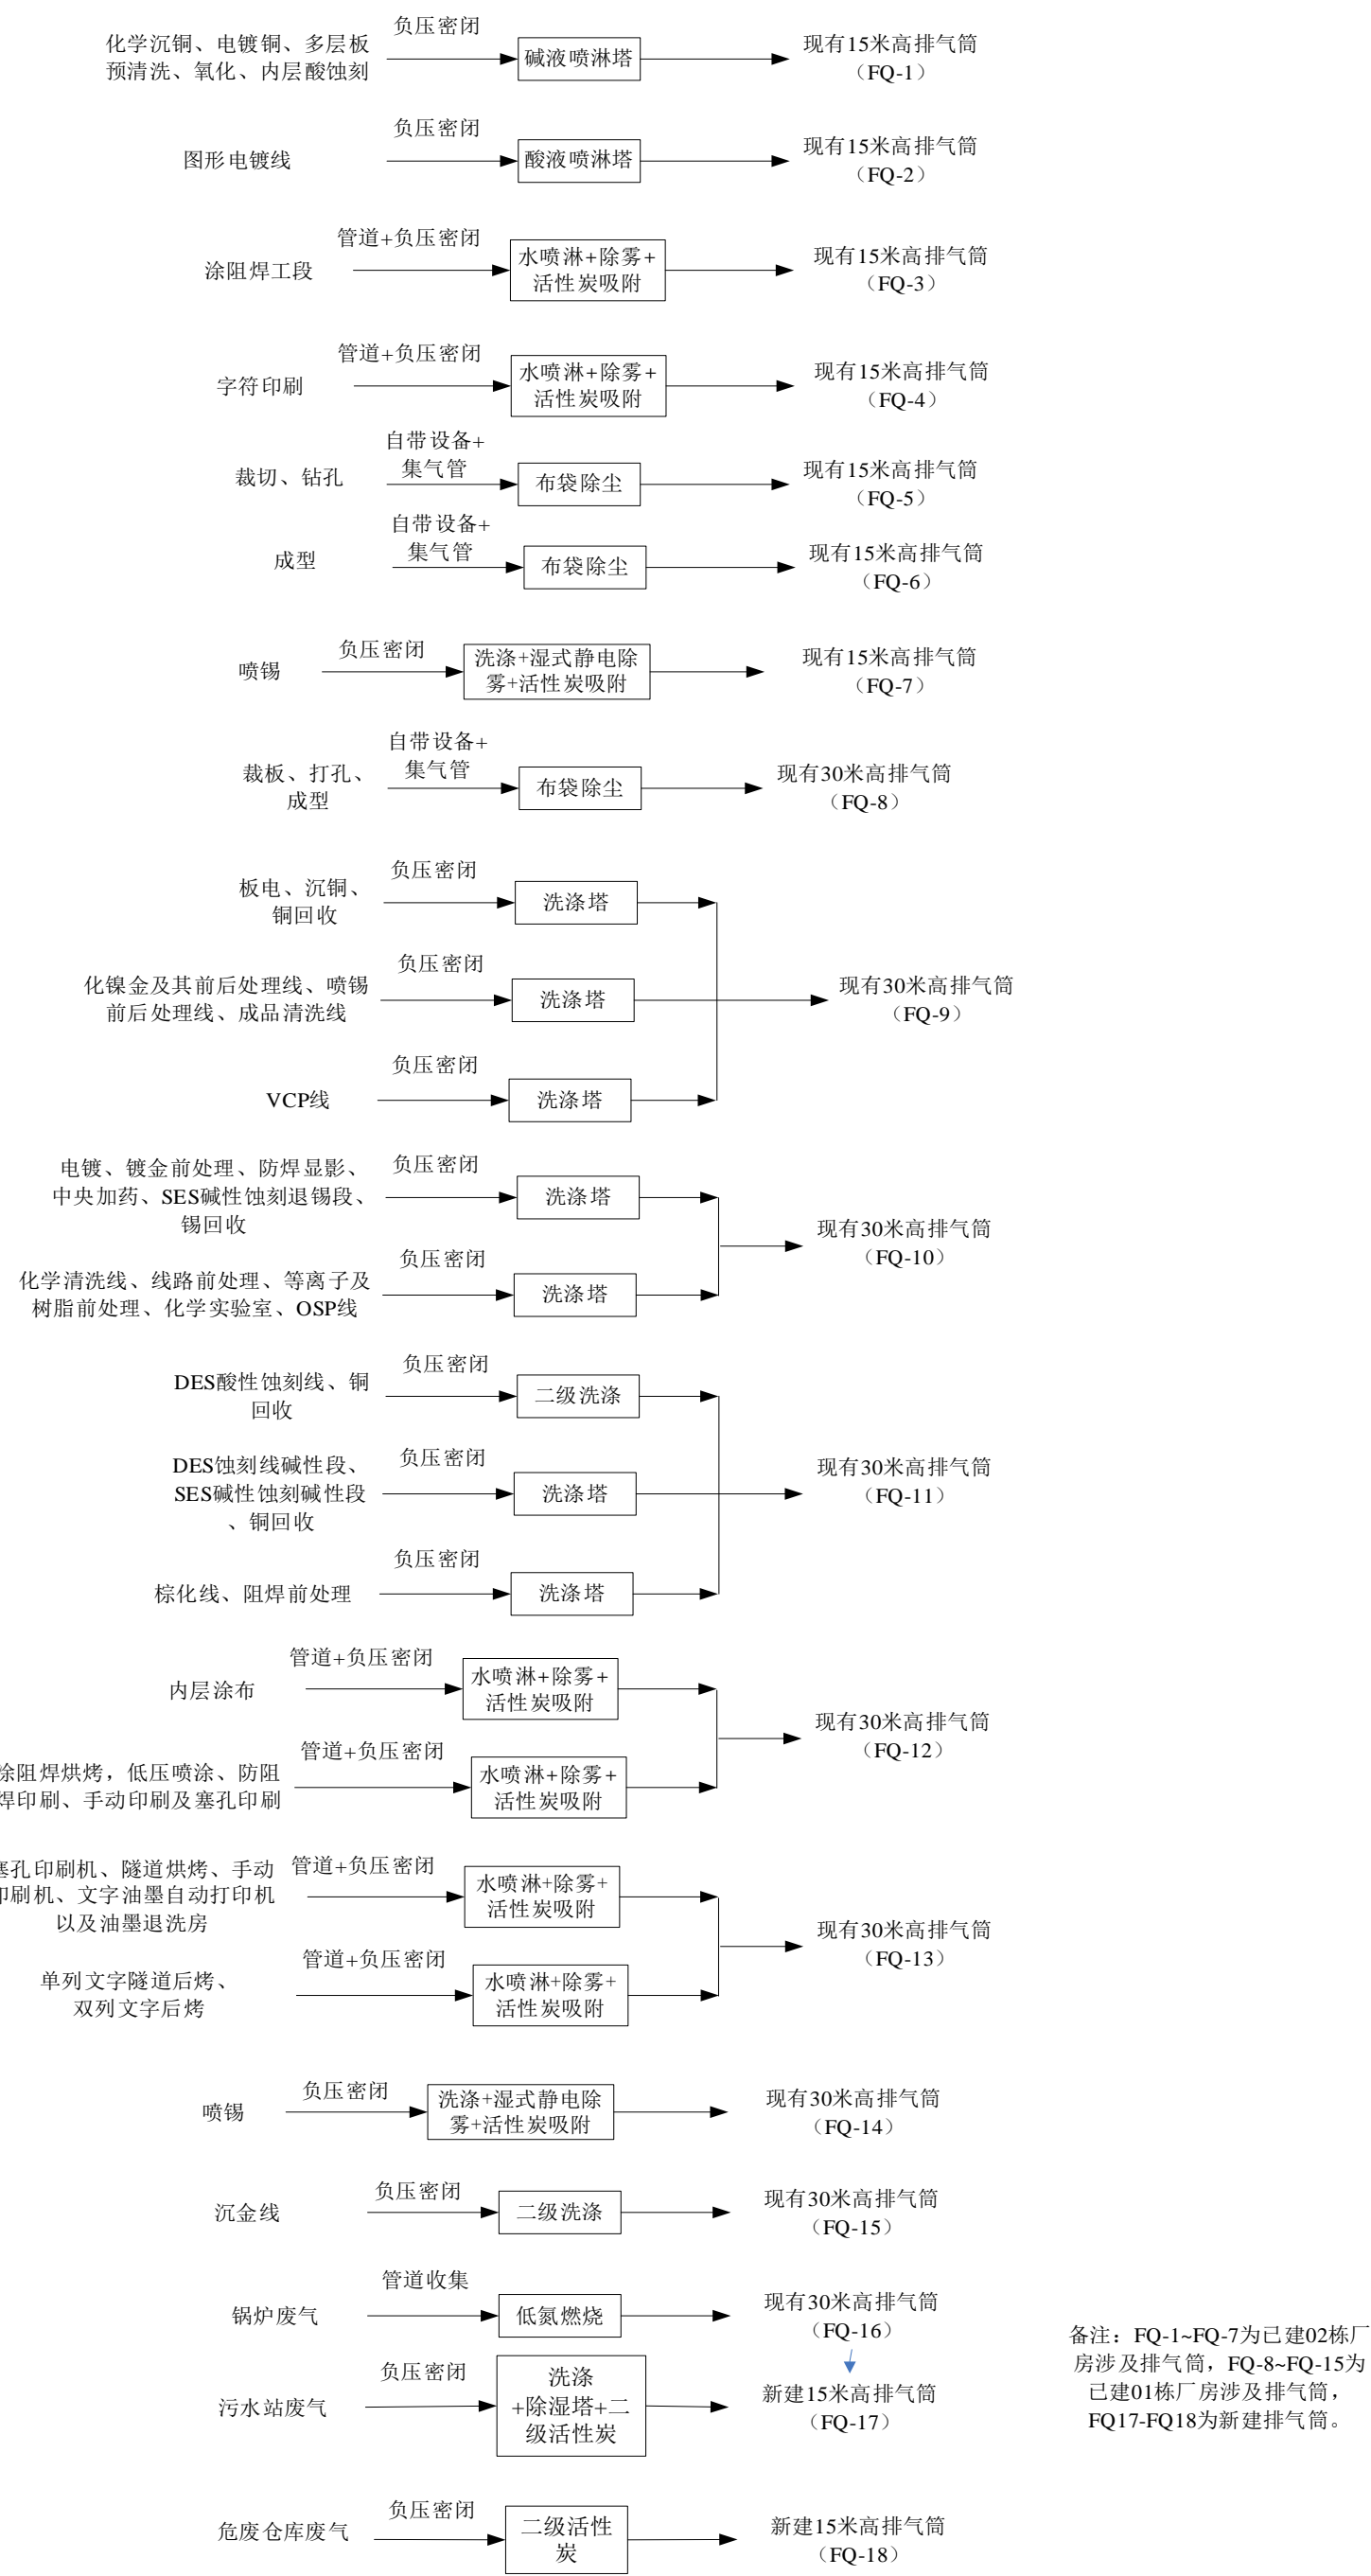 负压密闭
化学沉铜、电镀铜、多层板
预清洗、氧化、内层酸蚀刻
碱液喷淋塔
现有15米高排气筒
（FQ-1）
负压密闭
图形电镀线
酸液喷淋塔
现有15米高排气筒
（FQ-2）
管道+负压密闭
涂阻焊工段
水喷淋+除雾+
活性炭吸附
现有15米高排气筒
（FQ-3）
管道+负压密闭
字符印刷
水喷淋+除雾+
活性炭吸附
现有15米高排气筒
（FQ-4）
自带设备+
集气管
裁切、钻孔
布袋除尘
现有15米高排气筒
（FQ-5）
自带设备+
集气管
成型
布袋除尘
现有15米高排气筒
（FQ-6）
负压密闭
喷锡
洗涤+湿式静电除
雾+活性炭吸附
现有15米高排气筒
（FQ-7）
自带设备+
集气管
裁板、打孔、
成型
布袋除尘
现有30米高排气筒
（FQ-8）
负压密闭
板电、沉铜、
铜回收
洗涤塔
负压密闭
化镍金及其前后处理线、喷锡
前后处理线、成品清洗线
洗涤塔
现有30米高排气筒
（FQ-9）
负压密闭
VCP线
洗涤塔
负压密闭
电镀、镀金前处理、防焊显影、
中央加药、SES碱性蚀刻退锡段、
锡回收
洗涤塔
现有30米高排气筒
（FQ-10）
负压密闭
化学清洗线、线路前处理、等离子及
树脂前处理、化学实验室、OSP线
洗涤塔
负压密闭
DES酸性蚀刻线、铜
回收
二级洗涤
负压密闭
DES蚀刻线碱性段、
SES碱性蚀刻碱性段
、铜回收
洗涤塔
现有30米高排气筒
（FQ-11）
负压密闭
棕化线、阻焊前处理
洗涤塔
管道+负压密闭
内层涂布
水喷淋+除雾+
活性炭吸附
现有30米高排气筒
（FQ-12）
管道+负压密闭
涂阻焊烘烤，低压喷涂、防阻
焊印刷、手动印刷及塞孔印刷
水喷淋+除雾+
活性炭吸附
管道+负压密闭
塞孔印刷机、隧道烘烤、手动
印刷机、文字油墨自动打印机
以及油墨退洗房
水喷淋+除雾+
活性炭吸附
现有30米高排气筒
（FQ-13）
管道+负压密闭
单列文字隧道后烤、
双列文字后烤
水喷淋+除雾+
活性炭吸附
负压密闭
喷锡
洗涤+湿式静电除
雾+活性炭吸附
现有30米高排气筒
（FQ-14）
负压密闭
沉金线
二级洗涤
现有30米高排气筒
（FQ-15）
管道收集
锅炉废气
低氮燃烧
现有30米高排气筒
（FQ-16）
负压密闭
污水站废气
洗涤
+除湿塔+二
级活性炭
新建15米高排气筒
（FQ-17）
备注：FQ-1~FQ-7为已建02栋厂
房涉及排气筒，FQ-8~FQ-15为
已建01栋厂房涉及排气筒，
FQ17-FQ18为新建排气筒。
负压密闭
危废仓库废气
二级活性
炭
新建15米高排气筒
（FQ-18）